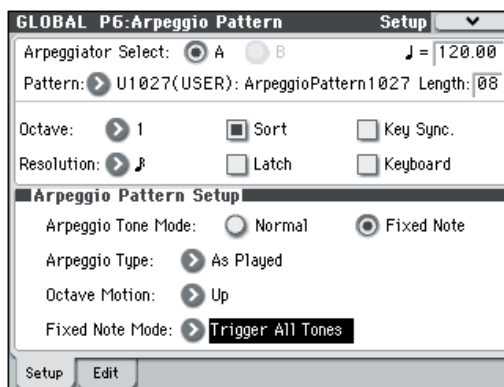 GLOBAL P6:Arpeggio Pattern Setup
Arpeggiator Select: A B ♩ = 120.00
Pattern: U1027(USER): ArpeggioPattern1027 Length: 08
Octave: 1 Sort Key Sync.
Resolution: Latch Keyboard
Arpeggio Pattern Setup
Arpeggio Tone Mode: Normal Fixed Note
Arpeggio Type: As Played
Octave Motion: Up
Fixed Note Mode: Trigger All Tones
Setup Edit